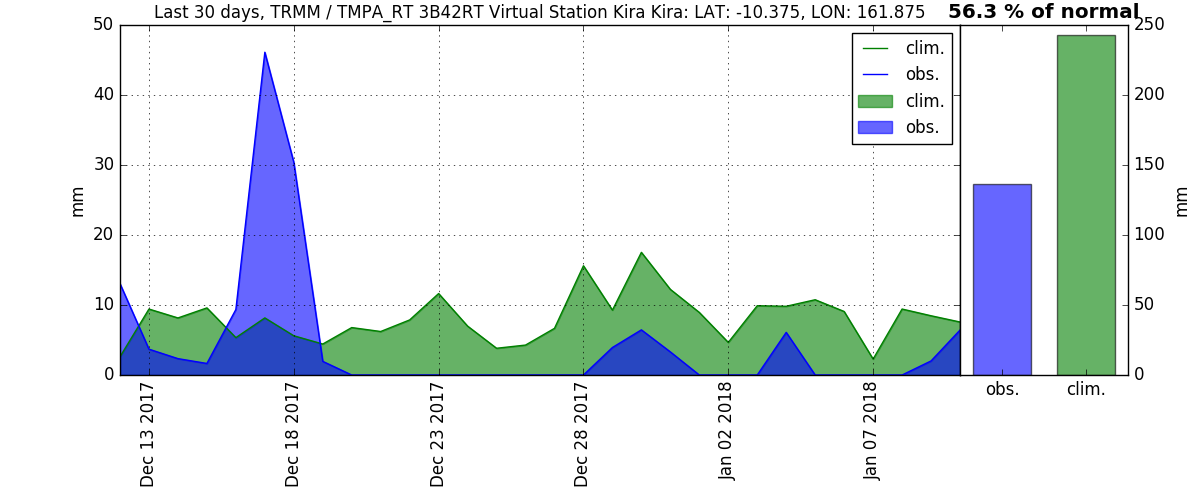 Last 30 days, TRMM / TMPA_RT 3B42RT Virtual Station Kira Kira: LAT: -10.375, LON: 161.875
56.3 % of normal
50
40
30
20
10
0
mm
clim.
obs.
clim.
obs.
Dec 13 2017
Dec 18 2017
Dec 23 2017
Dec 28 2017
Jan 02 2018
Jan 07 2018
250
200
150
100
50
0
mm
obs.
clim.